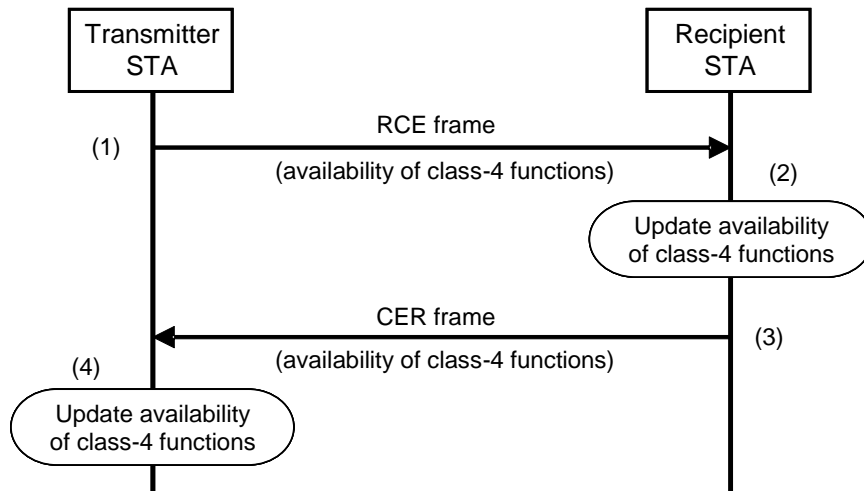 Transmitter
STA
Recipient
STA
RCE frame
(1)
(availability of class-4 functions)
(2)
Update availability
of class-4 functions
CER frame
(3)
(availability of class-4 functions)
(4)
Update availability
of class-4 functions